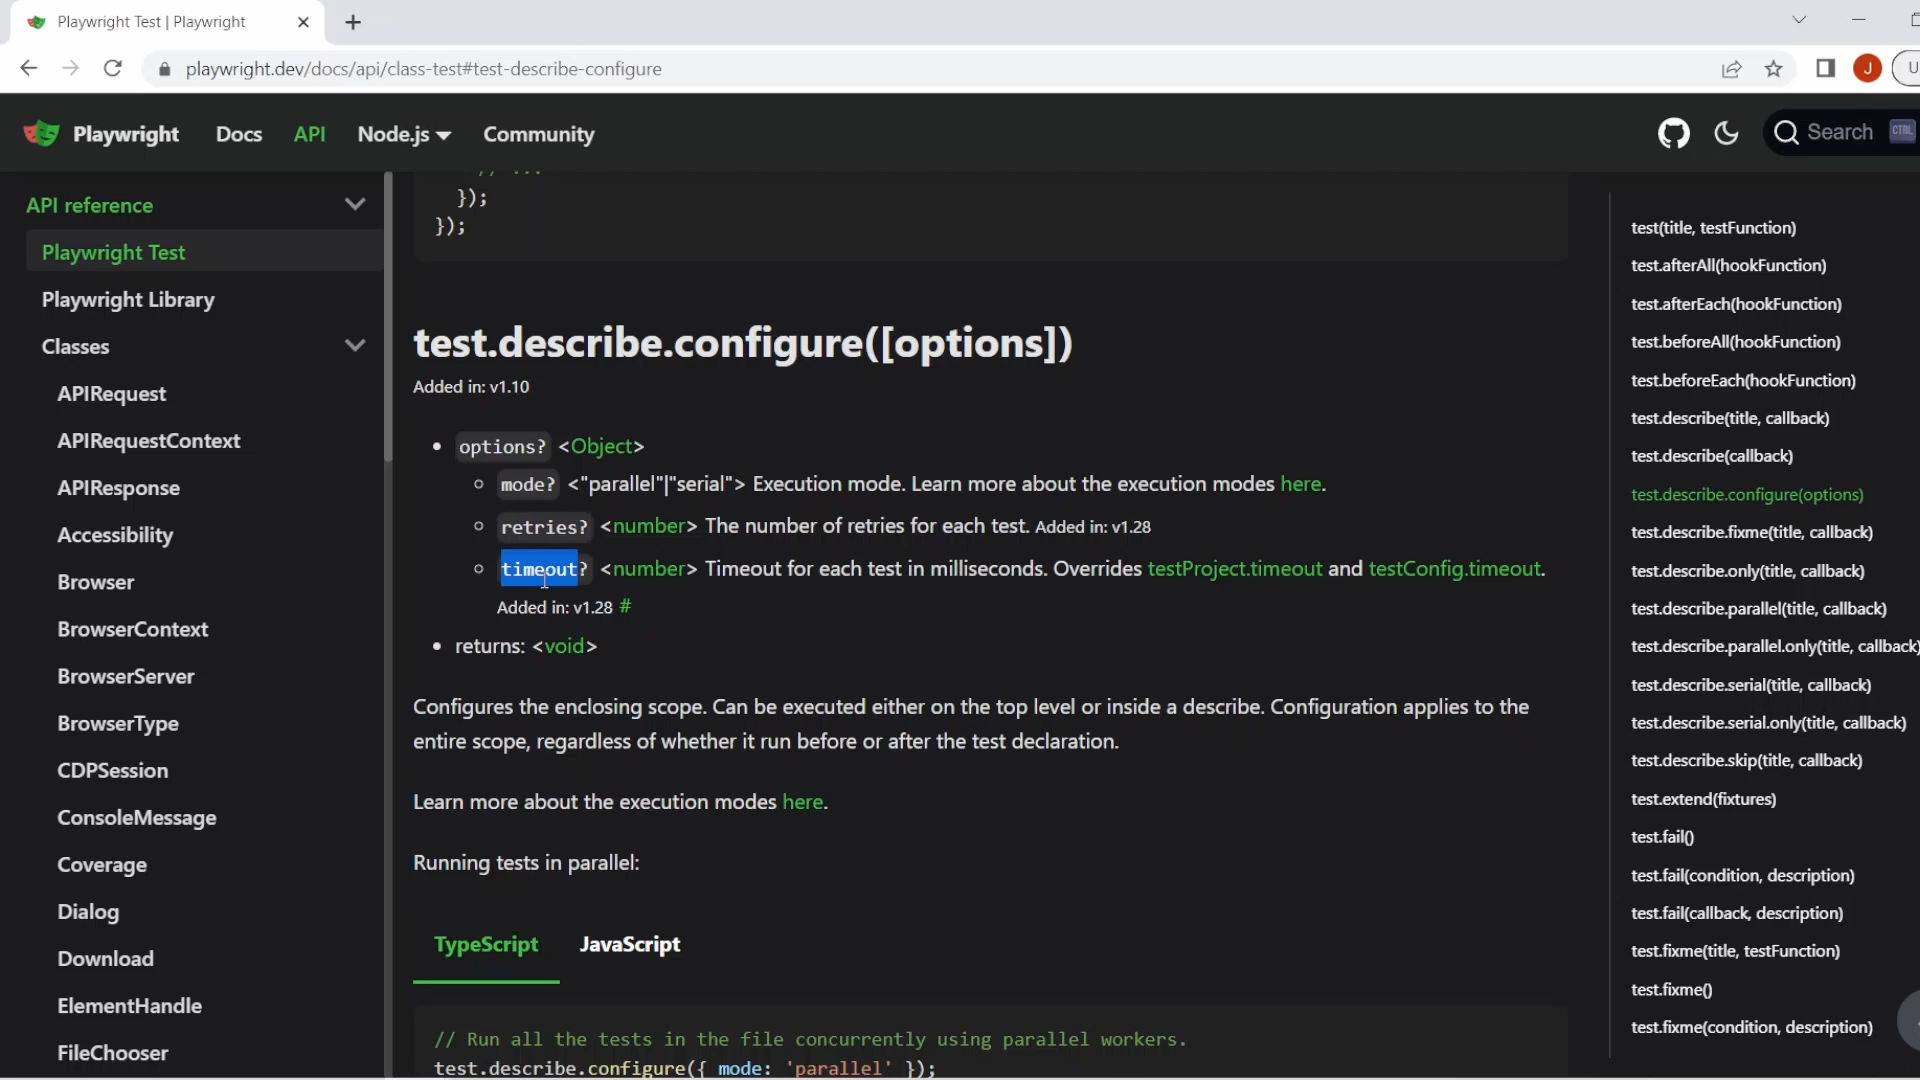 Playwright Test | Playwright
playwright.dev/docs/api/class-test#test-describe-configure
J
U
Playwright
Docs
API
Node.js
Community
Search
CTRL
API reference
Playwright Test
Playwright Library
Classes
APIRequest
APIRequestContext
APIResponse
Accessibility
Browser
BrowserContext
BrowserServer
BrowserType
CDPSession
ConsoleMessage
Coverage
Dialog
Download
ElementHandle
FileChooser
// ...
});
});
test.describe.configure([options])
Added in: v1.10
options? <Object>
mode? <"parallel"|"serial"> Execution mode. Learn more about the execution modes here.
retries? <number> The number of retries for each test. Added in: v1.28
timeout? <number> Timeout for each test in milliseconds. Overrides testProject.timeout and testConfig.timeout.
Added in: v1.28 #
returns: <void>
Configures the enclosing scope. Can be executed either on the top level or inside a describe. Configuration applies to the
entire scope, regardless of whether it run before or after the test declaration.
Learn more about the execution modes here.
Running tests in parallel:
TypeScript
JavaScript
// Run all the tests in the file concurrently using parallel workers.
test.describe.configure({ mode: 'parallel' });
test(title, testFunction)
test.afterAll(hookFunction)
test.afterEach(hookFunction)
test.beforeAll(hookFunction)
test.beforeEach(hookFunction)
test.describe(title, callback)
test.describe(callback)
test.describe.configure(options)
test.describe.fixme(title, callback)
test.describe.only(title, callback)
test.describe.parallel(title, callback)
test.describe.parallel.only(title, callback)
test.describe.serial(title, callback)
test.describe.serial.only(title, callback)
test.describe.skip(title, callback)
test.extend(fixtures)
test.fail()
test.fail(condition, description)
test.fail(callback, description)
test.fixme(title, testFunction)
test.fixme()
test.fixme(condition, description)